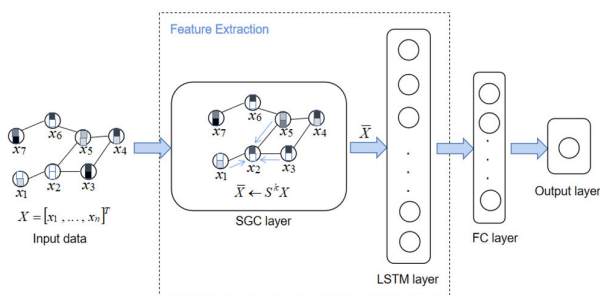 Feature Extraction
x6
x7
x5
x4
x1
x2
x3
X = [x1 , ... , xn]^T
Input data
x6
x7
x5
x4
x1
x2
x3
X̅ ← S^k X
SGC layer
X̅
LSTM layer
FC layer
Output layer